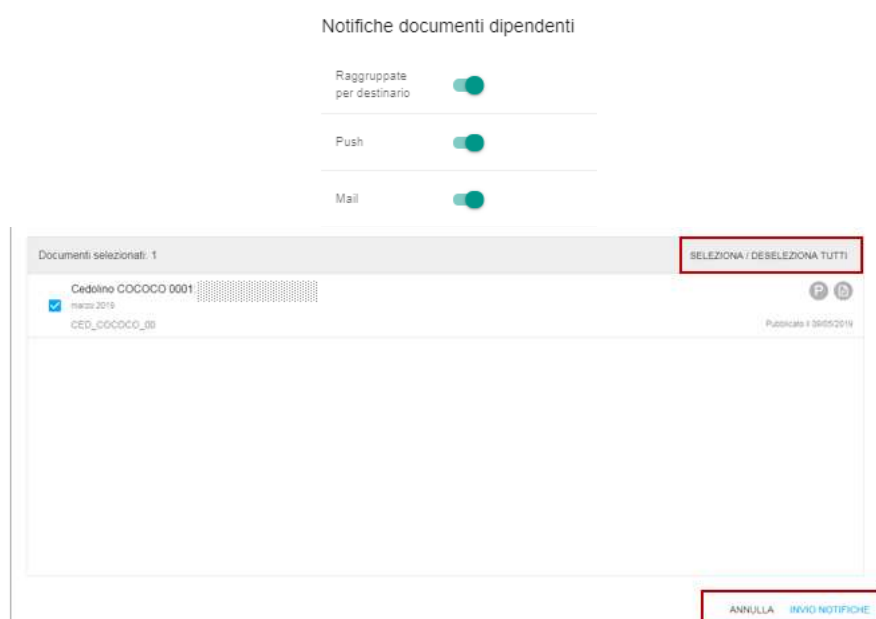 Notifiche documenti dipendenti
Raggruppate
per destinario
Push
Mail
Documenti selezionati: 1
SELEZIONA / DESELEZIONA TUTTI
Cedolino COCOCO 0001
marzo 2019
CED_COCOCO_00
Pubblicato il 09/05/2019
ANNULLA INVIO NOTIFICHE